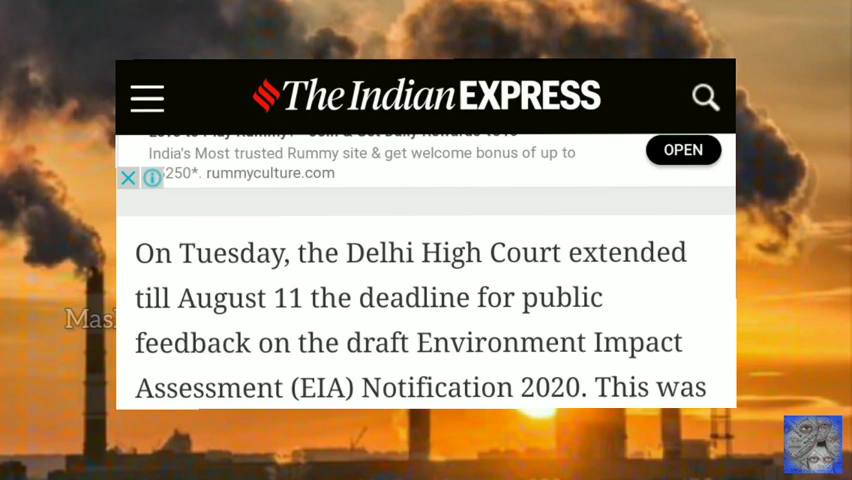 The Indian EXPRESS
India's Most trusted Rummy site & get welcome bonus of up to
250*. rummyculture.com
OPEN
On Tuesday, the Delhi High Court extended
till August 11 the deadline for public
feedback on the draft Environment Impact
Assessment (EIA) Notification 2020. This was